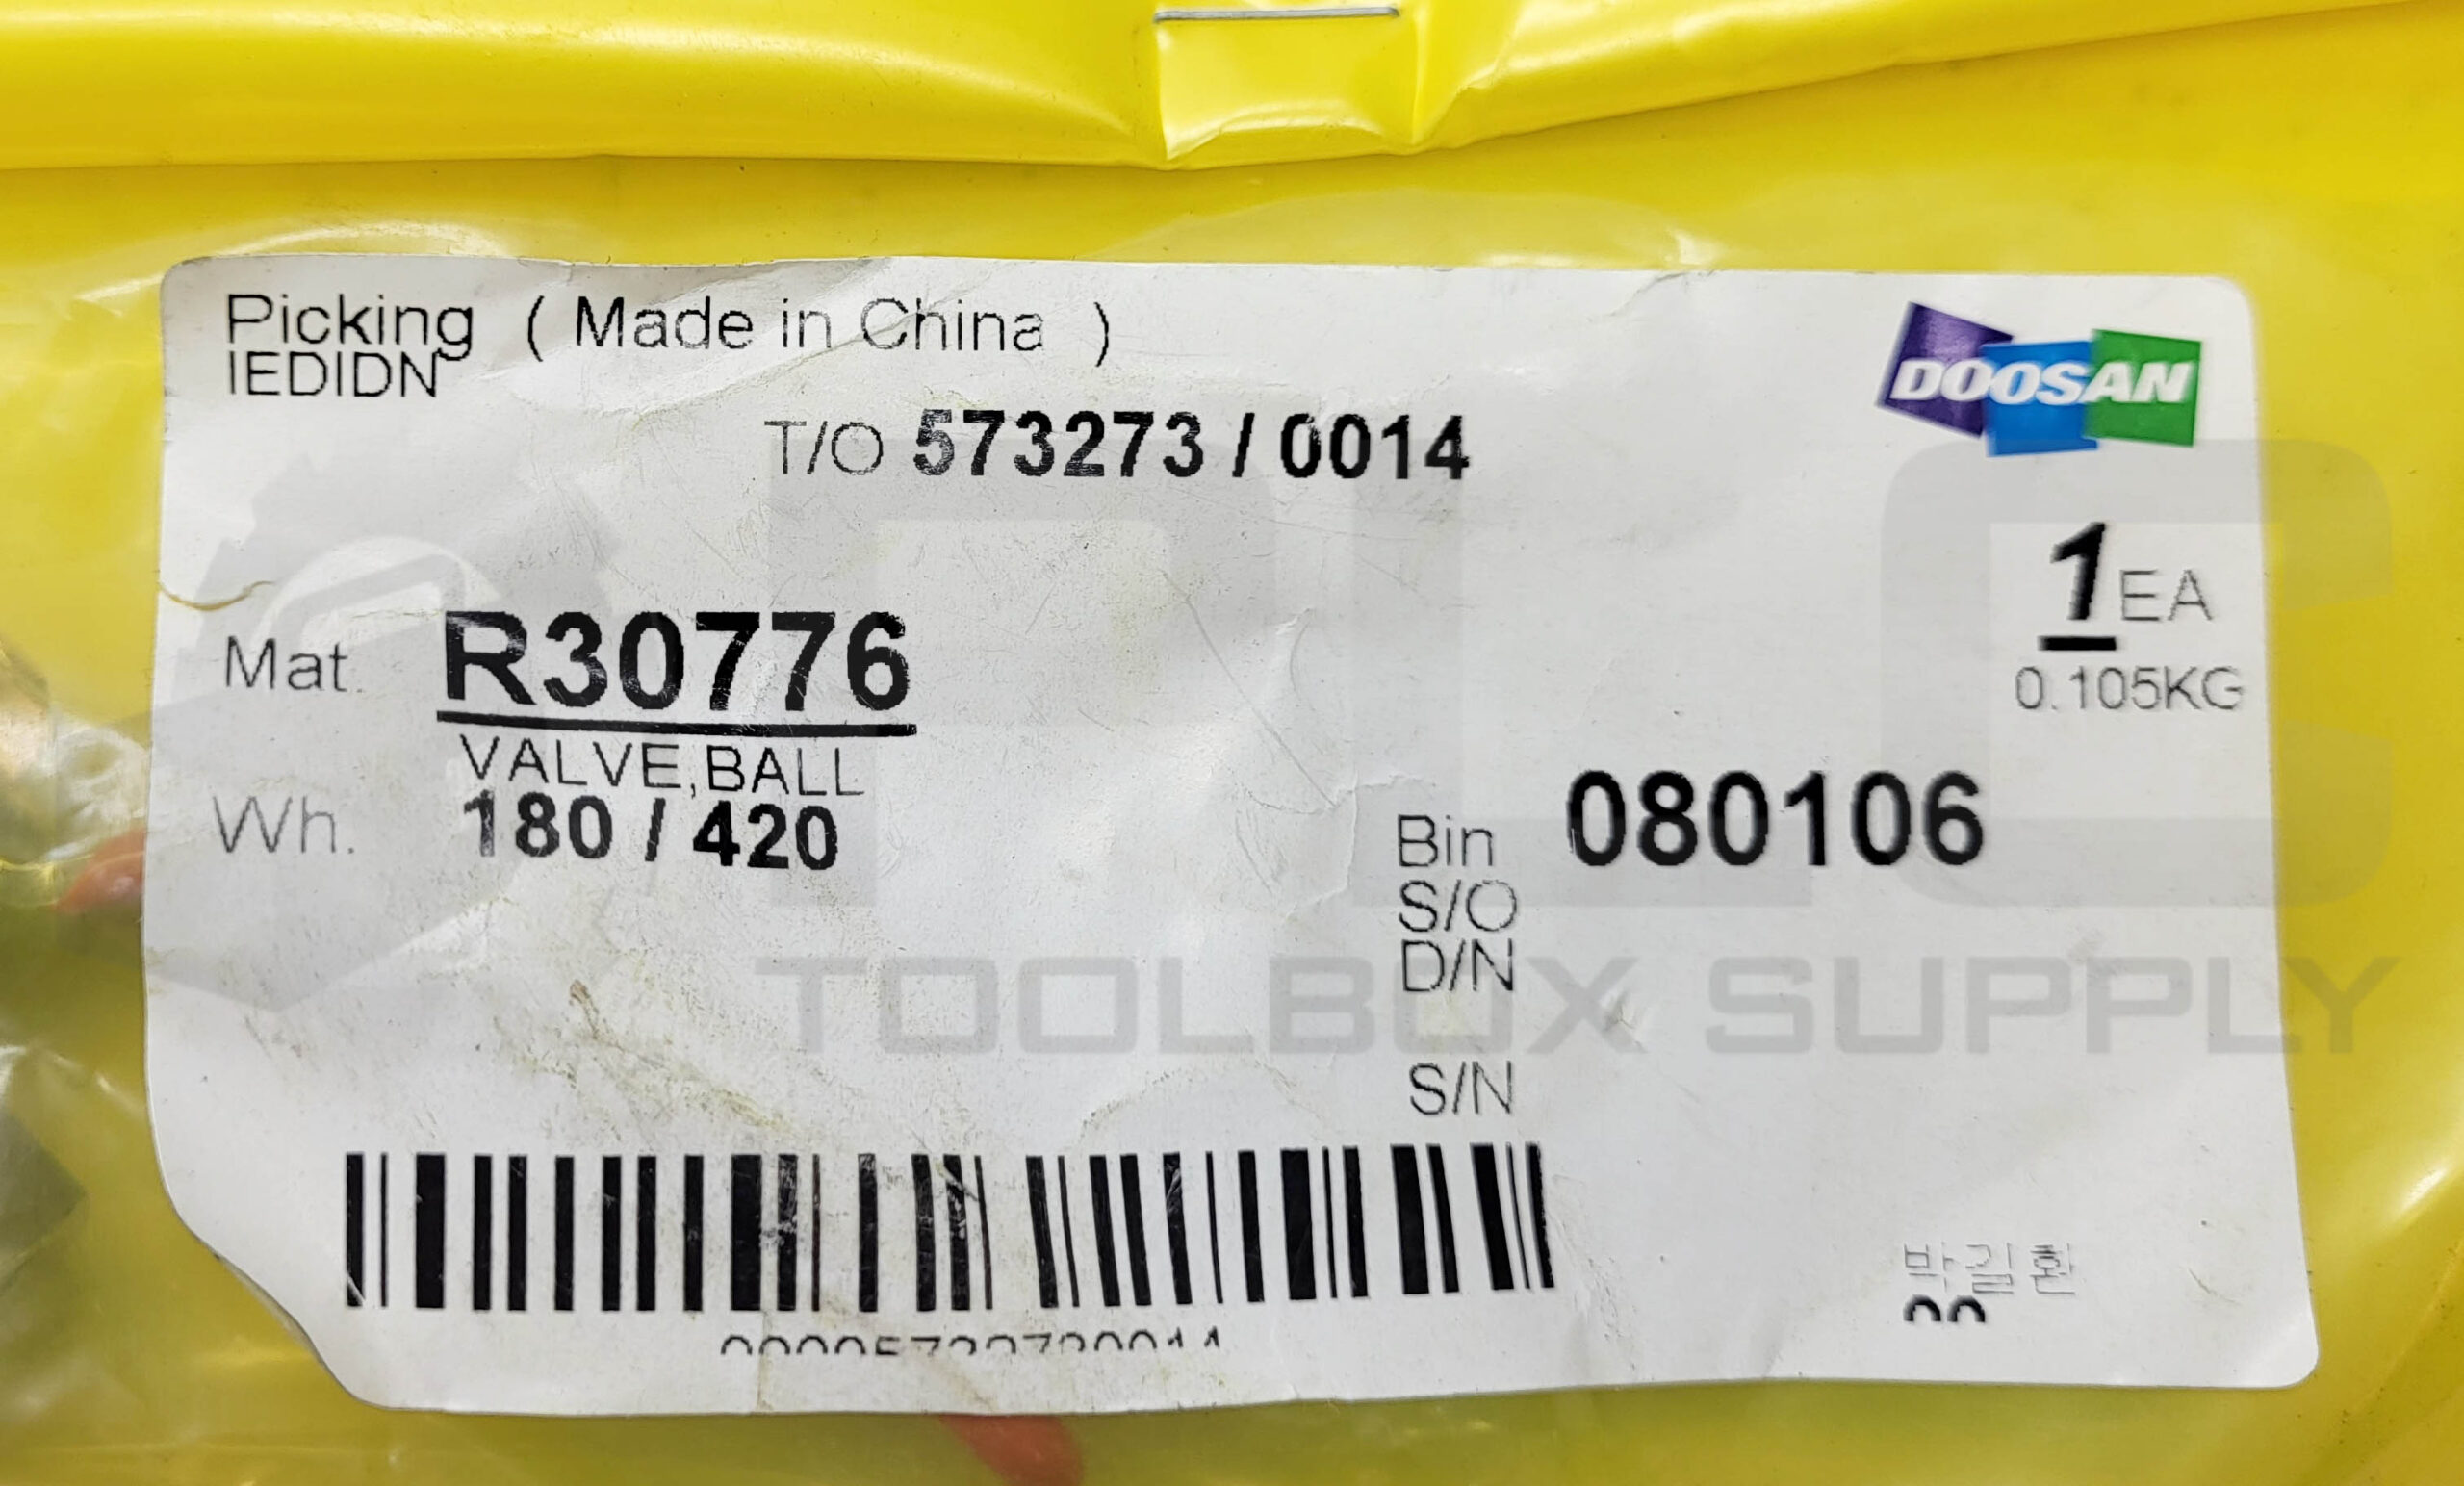 Picking ( Made in China )
IEDIDN
DOOSAN
T/O 573273 / 0014
1 EA
0.105KG
Mat. R30776
VALVE,BALL
Wh. 180 / 420
Bin 080106
S/O
D/N
S/N
PLC
TOOLBOX SUPPLY
박길환